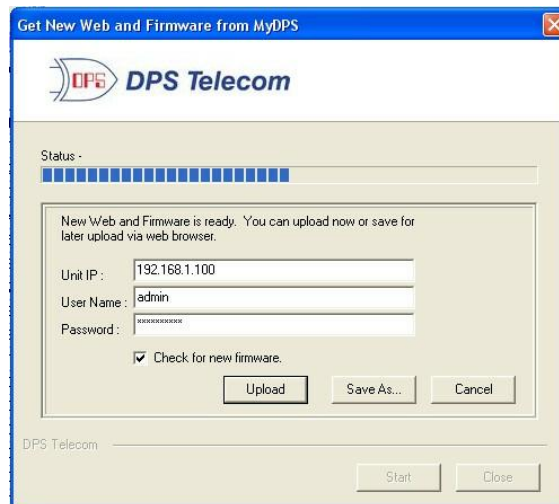 Get New Web and Firmware from MyDPS
DPS DPS Telecom
Status -
New Web and Firmware is ready. You can upload now or save for
later upload via web browser.
Unit IP : 192.168.1.100
User Name : admin
Password : **********
Check for new firmware.
Upload Save As... Cancel
DPS Telecom
Start Close